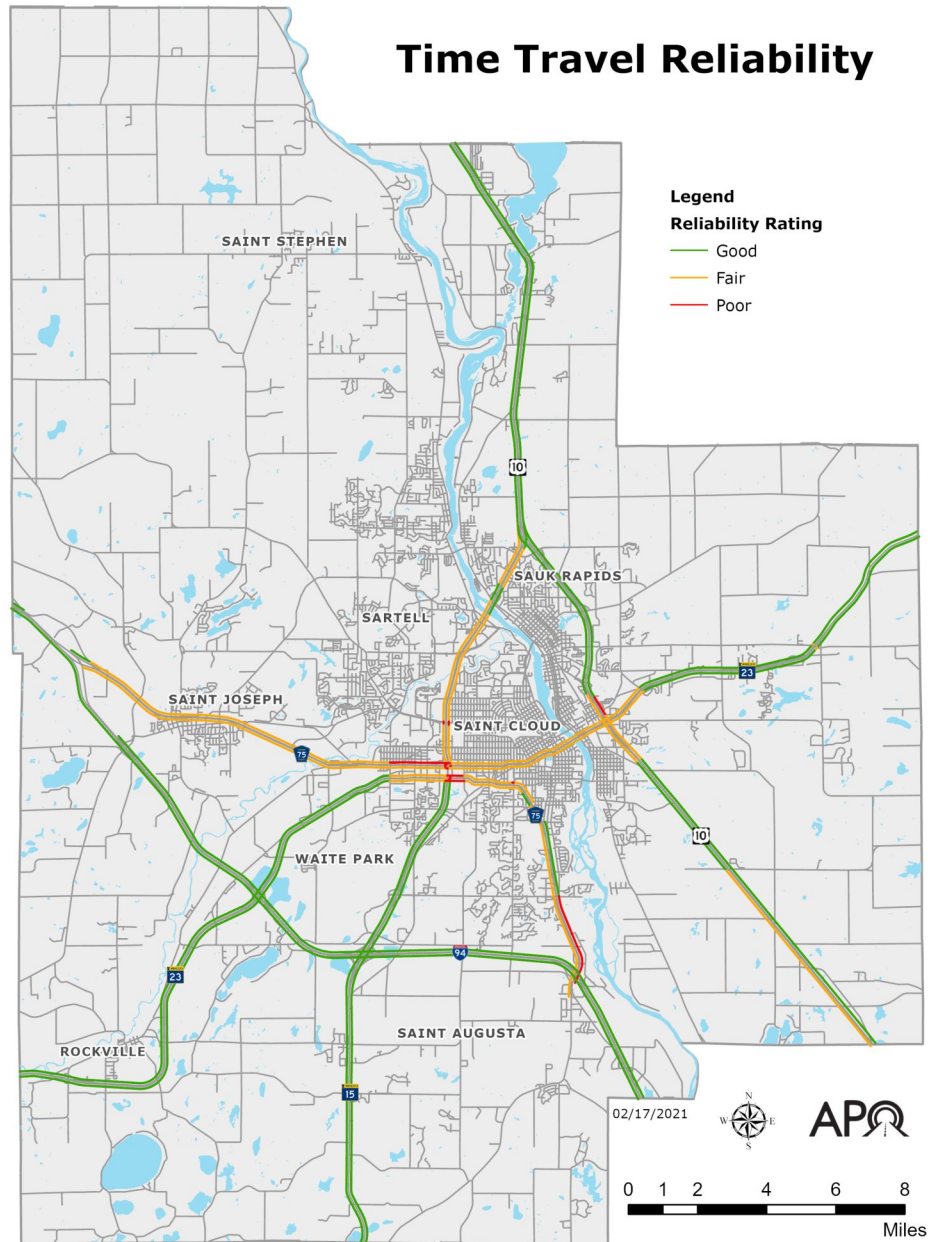 Time Travel Reliability
Legend
Reliability Rating
Good
Fair
Poor
SAINT STEPHEN
10
SAUK RAPIDS
SARTELL
23
SAINT JOSEPH
SAINT CLOUD
75
75
10
WAITE PARK
94
23
SAINT AUGUSTA
ROCKVILLE
15
02/17/2021
N
W E
S
APO
0 1 2 4 6 8
Miles